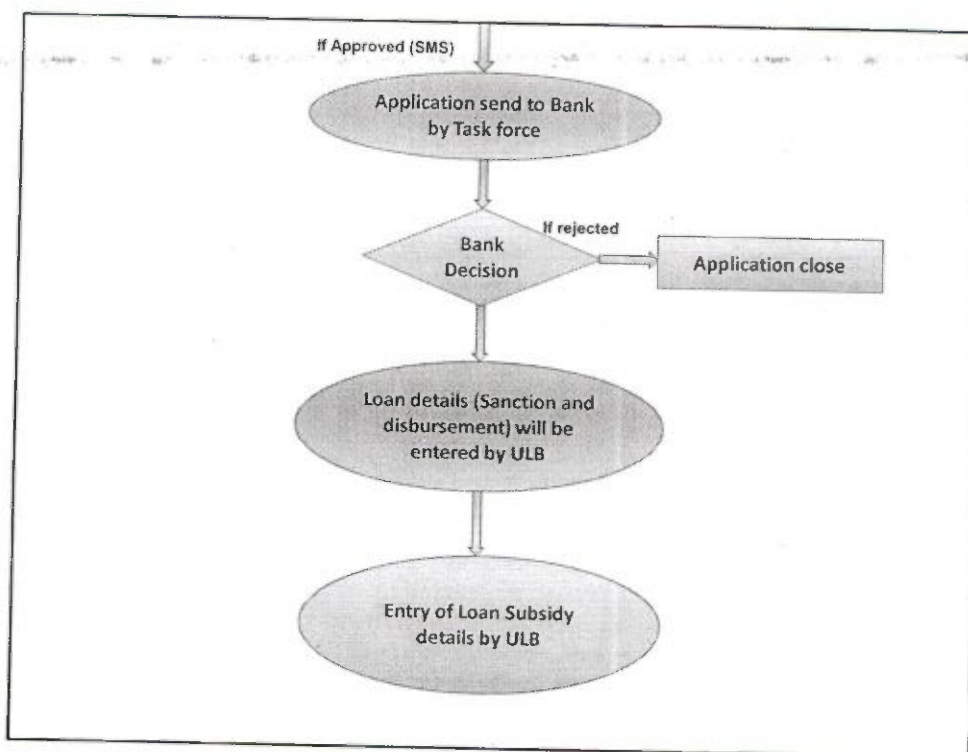 If Approved (SMS)
Application send to Bank
by Task force
If rejected
Bank
Decision
Application close
Loan details (Sanction and
disbursement) will be
entered by ULB
Entry of Loan Subsidy
details by ULB